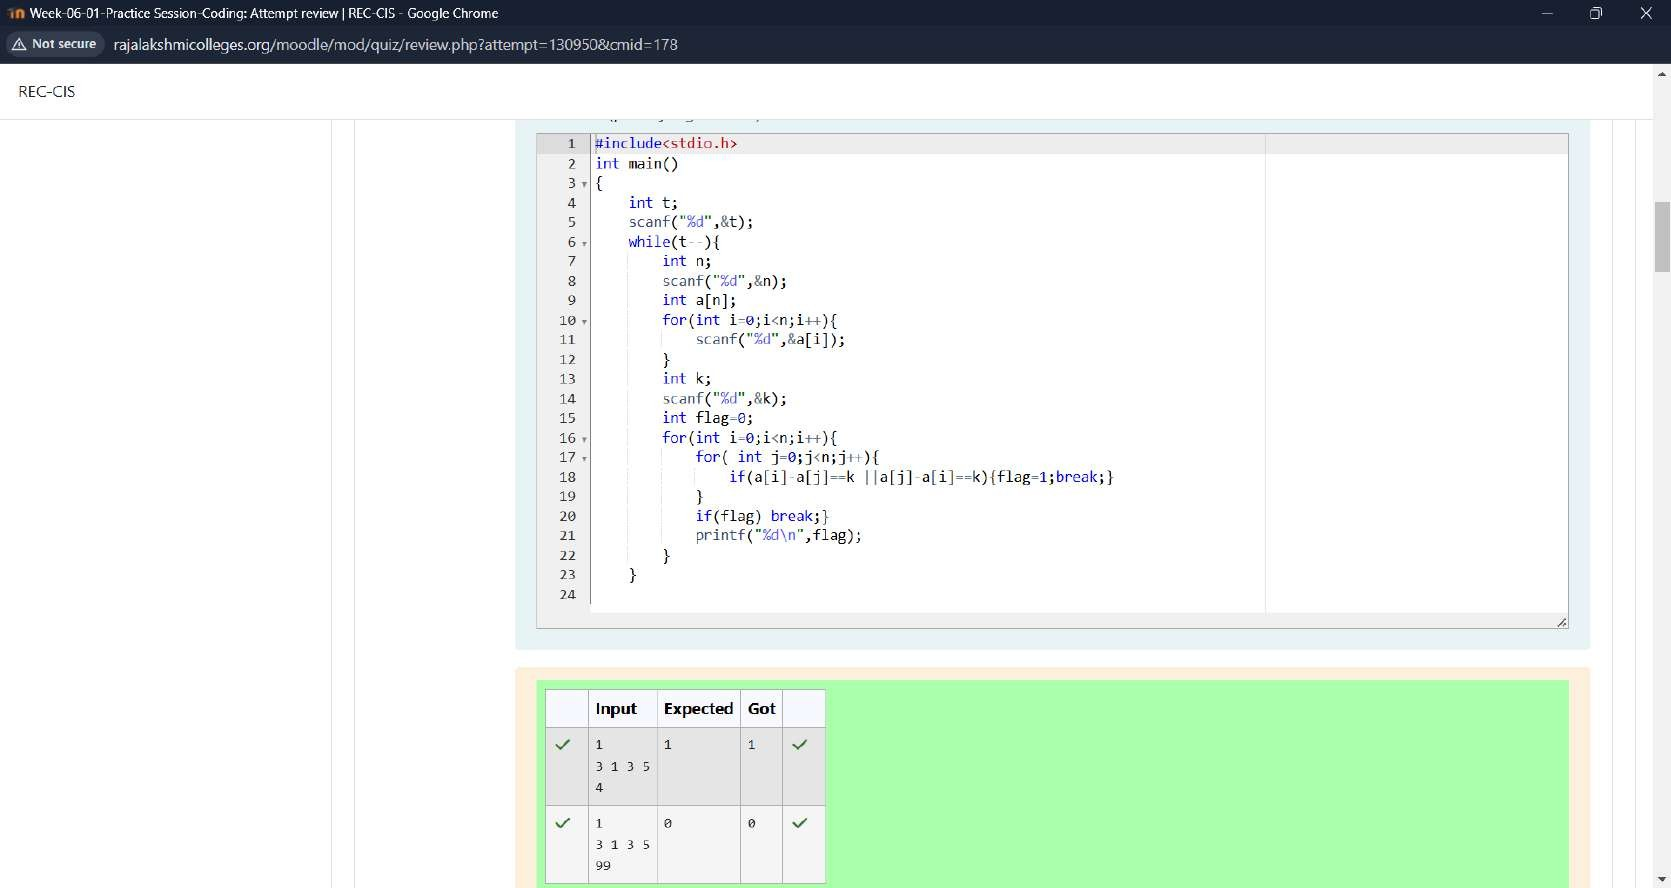 Week-06-01-Practice Session-Coding: Attempt review | REC-CIS - Google Chrome
Not secure rajalakshmicolleges.org/moodle/mod/quiz/review.php?attempt=130950&cmid=178
REC-CIS
1 #include<stdio.h>
2 int main()
3 {
4 int t;
5 scanf("%d",&t);
6 while(t--){
7 int n;
8 scanf("%d",&n);
9 int a[n];
10 for(int i=0;i<n;i++){
11 scanf("%d",&a[i]);
12 }
13 int k;
14 scanf("%d",&k);
15 int flag=0;
16 for(int i=0;i<n;i++){
17 for( int j=0;j<n;j++){
18 if(a[i]-a[j]==k ||a[j]-a[i]==k){flag=1;break;}
19 }
20 if(flag) break;}
21 printf("%d\n",flag);
22 }
23 }
24
Input Expected Got
1 1 1
3 1 3 5
4
1 0 0
3 1 3 5
99